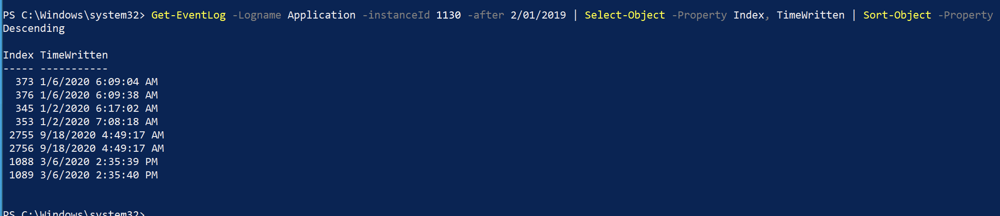 PS C:\Windows\system32> Get-EventLog -Logname Application -instanceId 1130 -after 2/01/2019 | Select-Object -Property Index, TimeWritten | Sort-Object -Property
Descending
Index TimeWritten
----- -----------
373 1/6/2020 6:09:04 AM
376 1/6/2020 6:09:38 AM
345 1/2/2020 6:17:02 AM
353 1/2/2020 7:08:18 AM
2755 9/18/2020 4:49:17 AM
2756 9/18/2020 4:49:17 AM
1088 3/6/2020 2:35:39 PM
1089 3/6/2020 2:35:40 PM
PS C:\Windows\system32>